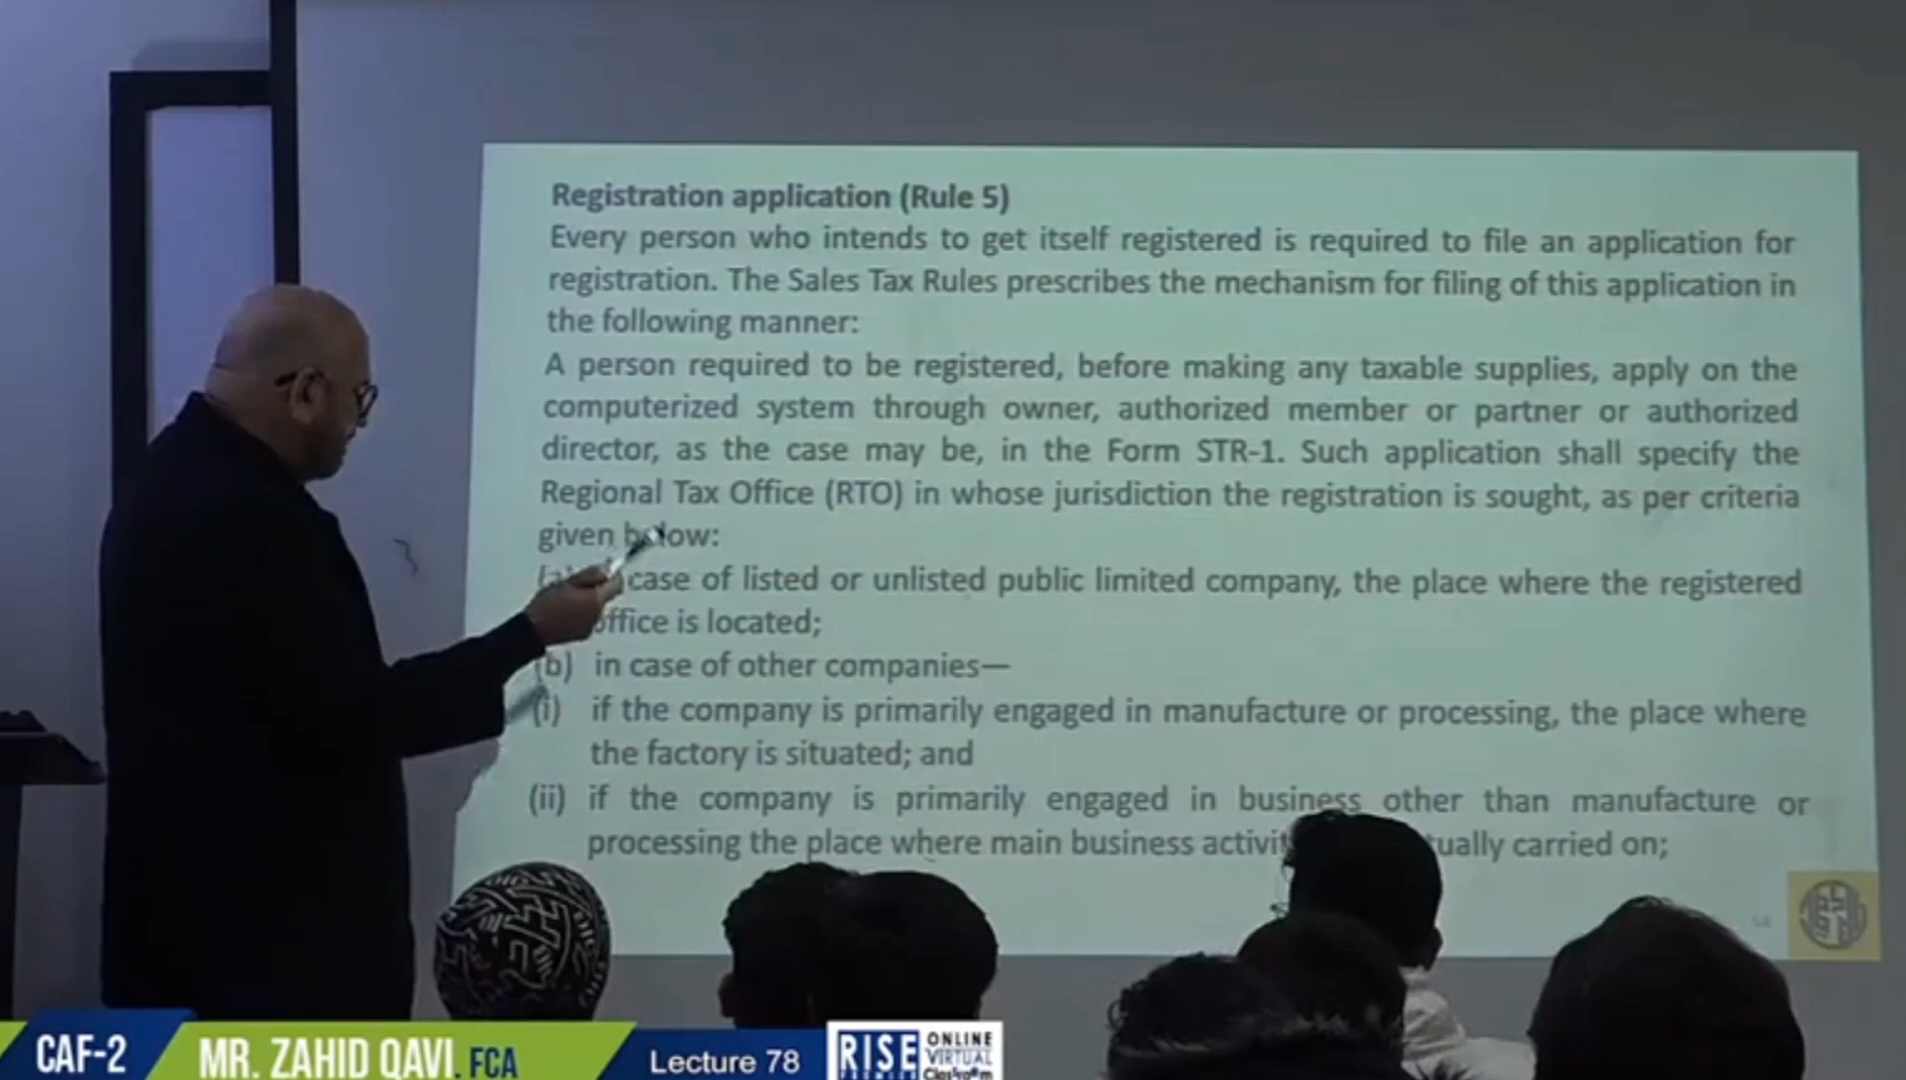 Registration application (Rule 5)
Every person who intends to get itself registered is required to file an application for
registration. The Sales Tax Rules prescribes the mechanism for filing of this application in
the following manner:
A person required to be registered, before making any taxable supplies, apply on the
computerized system through owner, authorized member or partner or authorized
director, as the case may be, in the Form STR-1. Such application shall specify the
Regional Tax Office (RTO) in whose jurisdiction the registration is sought, as per criteria
given below:
case of listed or unlisted public limited company, the place where the registered
office is located;
(b) in case of other companies—
(i) if the company is primarily engaged in manufacture or processing, the place where
the factory is situated; and
(ii) if the company is primarily engaged in business other than manufacture or
processing the place where main business carried on;
CAF-2
MR. ZAHID QAVI. FCA
Lecture 78
RISE
ONLINE
VIRTUAL